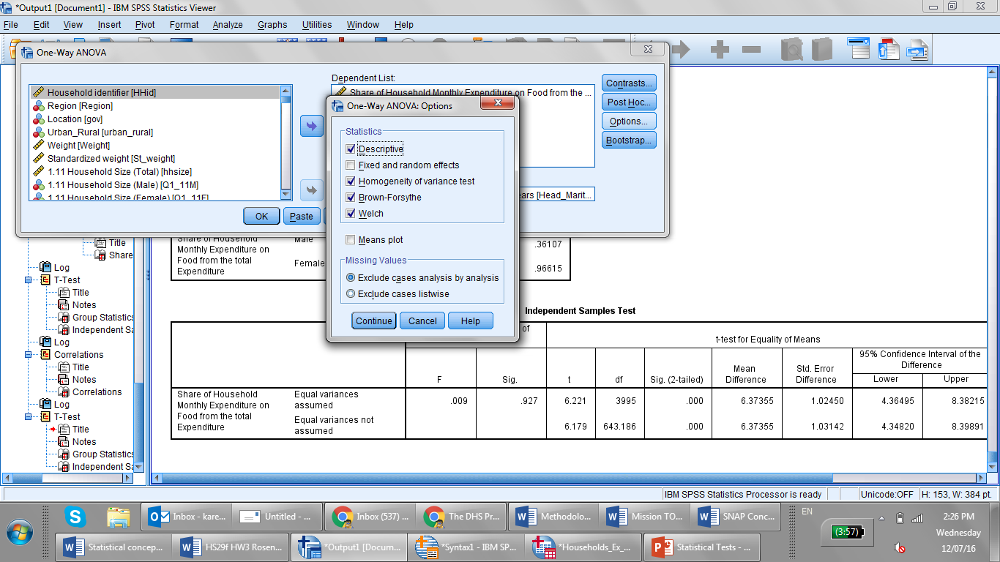 *Output1 [Document1] - IBM SPSS Statistics Viewer
File Edit View Insert Pivot Format Analyze Graphs Utilities Window Help
One-Way ANOVA
Household identifier [HHid]
Region [Region]
Location [gov]
Urban_Rural [urban_rural]
Weight [Weight]
Standardized weight [St_weight]
1.11 Household Size (Total) [hhsize]
1.11 Household Size (Male) [Q1_11M]
1.11 Household Size (Female) [Q1_11F]
Dependent List:
Share of Household Monthly Expenditure on Food from the ...
ears [Head_Marit...
Contrasts...
Post Hoc...
Options...
Bootstrap...
OK Paste
One-Way ANOVA: Options
Statistics
Descriptive
Fixed and random effects
Homogeneity of variance test
Brown-Forsythe
Welch
Means plot
Missing Values
Exclude cases analysis by analysis
Exclude cases listwise
Continue Cancel Help
Title
Share
Log
T-Test
Title
Notes
Group Statistics
Independent Sa
Log
Correlations
Title
Notes
Correlations
Log
T-Test
Title
Notes
Group Statistics
Independent Sa
Share of Household Male .36107
Monthly Expenditure on
Food from the total Female .96615
Expenditure
Independent Samples Test
of
t-test for Equality of Means
95% Confidence Interval of the
Difference
F Sig. t df Sig. (2-tailed) Mean Difference Std. Error Difference Lower Upper
Share of Household
Monthly Expenditure on
Food from the total
Expenditure
Equal variances
assumed
.009 .927 6.221 3995 .000 6.37355 1.02450 4.36495 8.38215
Equal variances not
assumed
6.179 643.186 .000 6.37355 1.03142 4.34820 8.39891
IBM SPSS Statistics Processor is ready Unicode:OFF H: 153, W: 384 pt.
Inbox - kare... Untitled - ... Inbox (537) ... The DHS Pr... Methodolo... Mission TO... SNAP Conc...
Statistical concep... HS29f HW3 Rosen... *Output1 [Docum... *Syntax1 - IBM SP... *Households_Ex_... Statistical Tests - ...
EN
(3:57)
2:26 PM
Wednesday
12/07/16